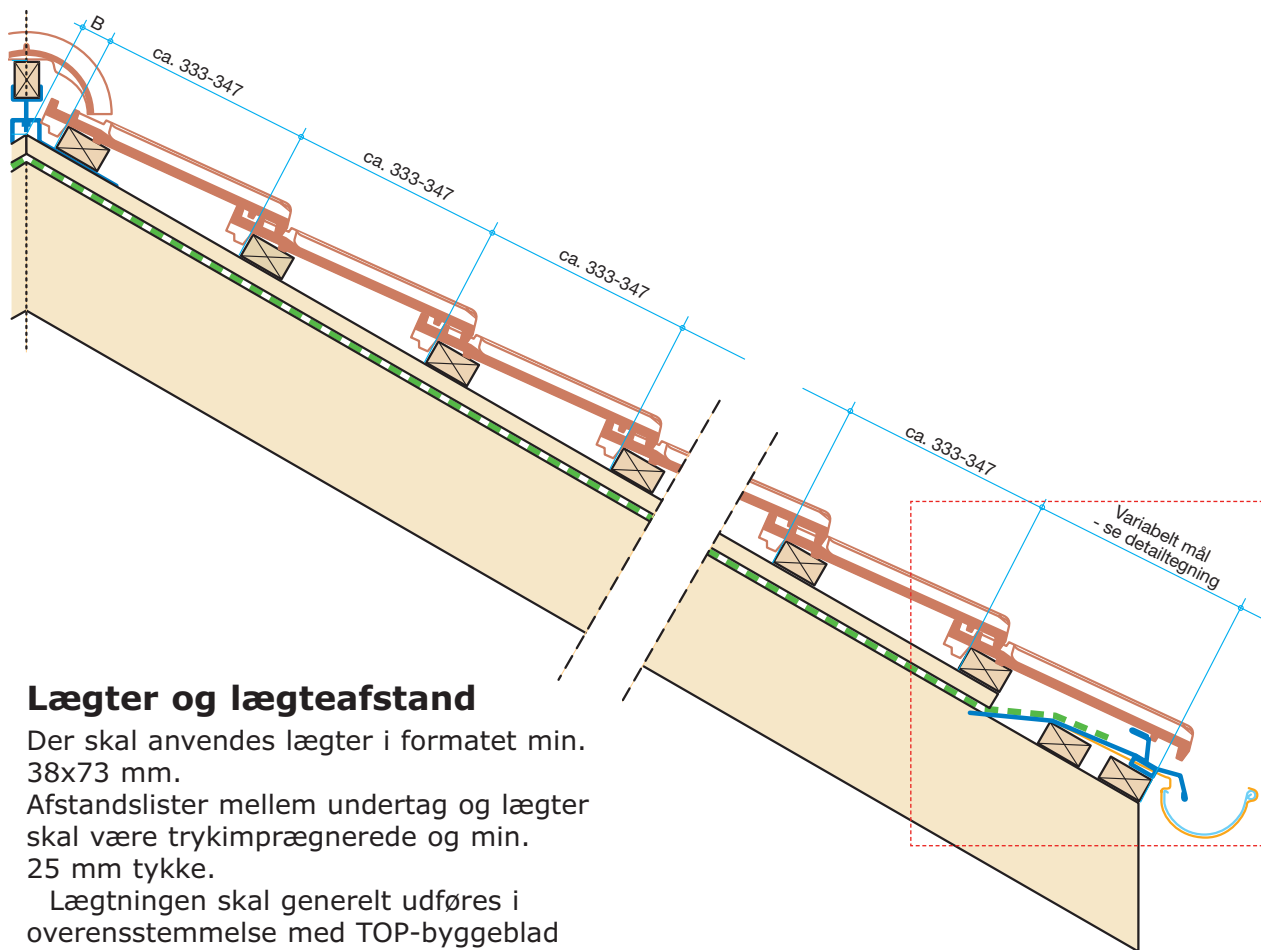 B
ca. 333-347
ca. 333-347
ca. 333-347
ca. 333-347
Variabelt mål
- se detailtegning
Lægter og lægteafstand
Der skal anvendes lægter i formatet min.
38x73 mm.
Afstandslister mellem undertag og lægter
skal være trykimprægnerede og min.
25 mm tykke.
Lægtningen skal generelt udføres i
overensstemmelse med TOP-byggeblad